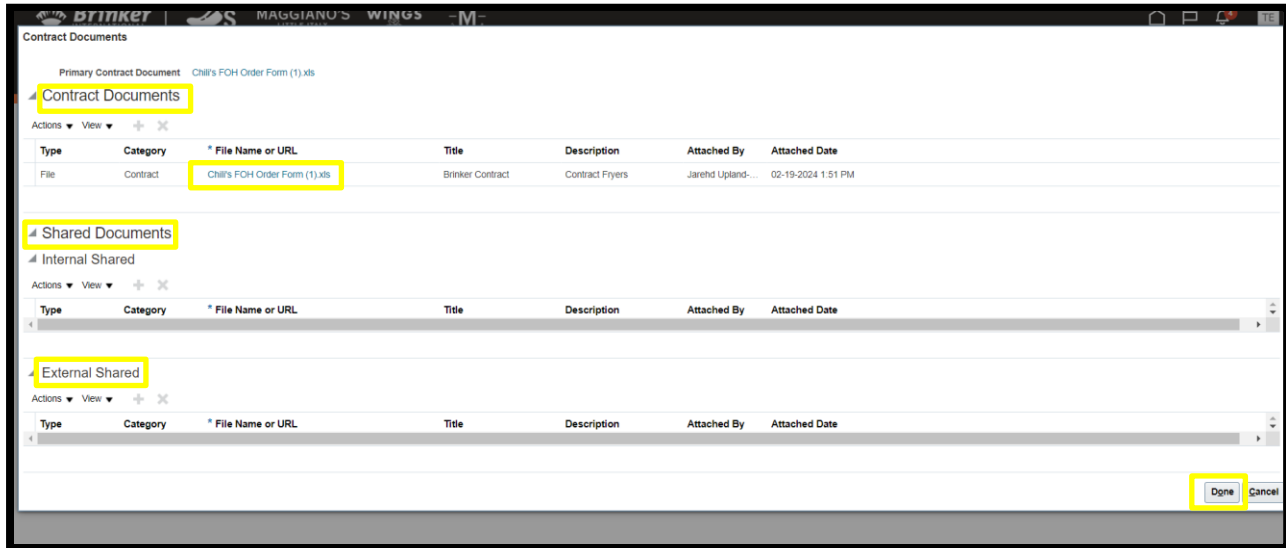 Brinker MAGGIANO'S WINGS -M- TE
Contract Documents
Primary Contract Document Chili's FOH Order Form (1).xls
Contract Documents
Actions View
Type Category * File Name or URL Title Description Attached By Attached Date
File Contract Chili's FOH Order Form (1).xls Brinker Contract Contract Fryers Jarehd Upland-... 02-19-2024 1:51 PM
Shared Documents
Internal Shared
Actions View
Type Category * File Name or URL Title Description Attached By Attached Date
External Shared
Actions View
Type Category * File Name or URL Title Description Attached By Attached Date
Done Cancel